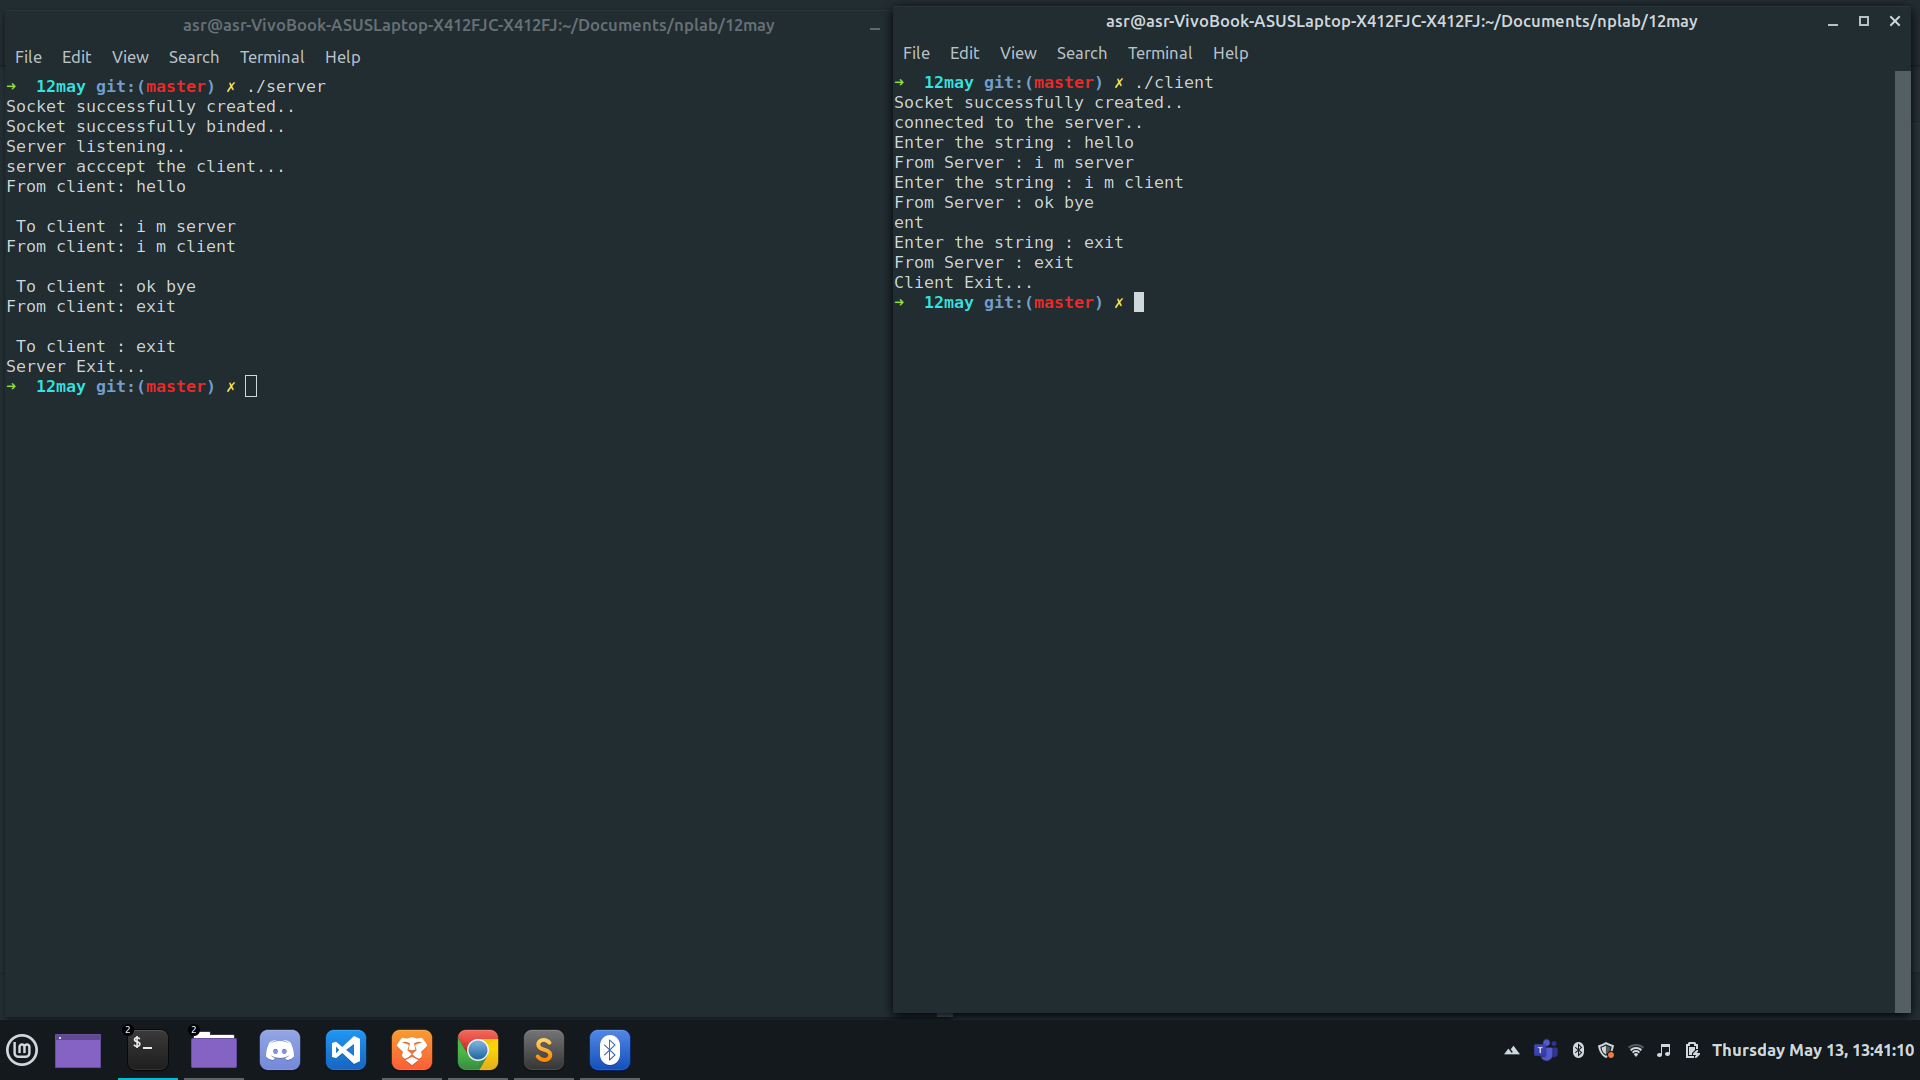 asr@asr-VivoBook-ASUSLaptop-X412FJC-X412FJ:~/Documents/nplab/12may
File Edit View Search Terminal Help
➜  12may git:(master) ✗ ./server
Socket successfully created..
Socket successfully binded..
Server listening..
server acccept the client...
From client: hello
 To client : i m server
From client: i m client
 To client : ok bye
From client: exit
 To client : exit
Server Exit...
➜  12may git:(master) ✗
asr@asr-VivoBook-ASUSLaptop-X412FJC-X412FJ:~/Documents/nplab/12may
File Edit View Search Terminal Help
➜  12may git:(master) ✗ ./client
Socket successfully created..
connected to the server..
Enter the string : hello
From Server : i m server
Enter the string : i m client
From Server : ok bye
ent
Enter the string : exit
From Server : exit
Client Exit...
➜  12may git:(master) ✗
2
$_
2
S
T
Thursday May 13, 13:41:10